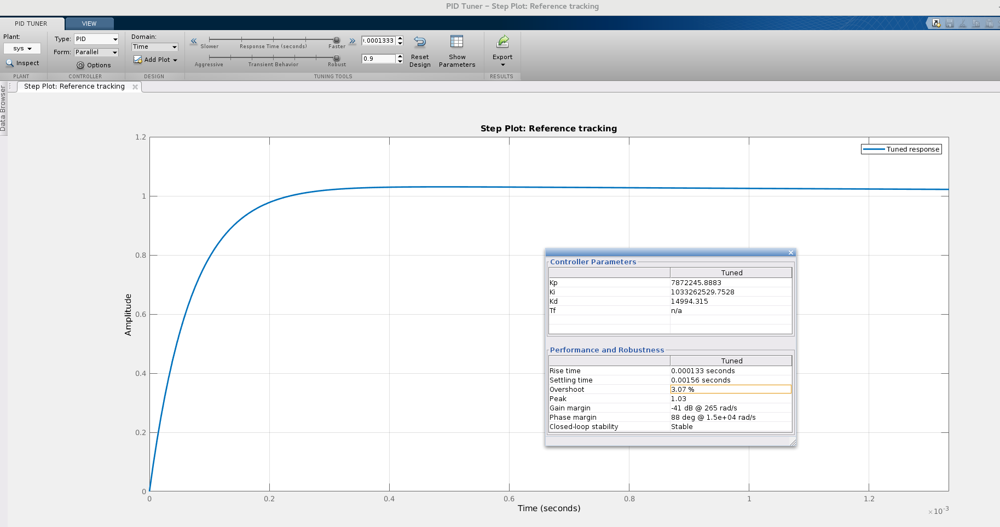 PID Tuner – Step Plot: Reference tracking
PID TUNER
VIEW
Plant:
sys
Inspect
PLANT
Type: PID
Form: Parallel
Options
CONTROLLER
Domain:
Time
Add Plot
DESIGN
Slower Response Time (seconds) Faster
.0001333
Aggressive Transient Behavior Robust
0.9
Reset Design
Show Parameters
TUNING TOOLS
Export
RESULTS
Data Browser
Step Plot: Reference tracking
Step Plot: Reference tracking
Tuned response
Amplitude
1.2
1
0.8
0.6
0.4
0.2
0
0 0.2 0.4 0.6 0.8 1 1.2
×10-3
Time (seconds)
Controller Parameters
Tuned
Kp 7872245.8883
Ki 1033262529.7528
Kd 14994.315
Tf n/a
Performance and Robustness
Tuned
Rise time 0.000133 seconds
Settling time 0.00156 seconds
Overshoot 3.07 %
Peak 1.03
Gain margin -41 dB @ 265 rad/s
Phase margin 88 deg @ 1.5e+04 rad/s
Closed-loop stability Stable